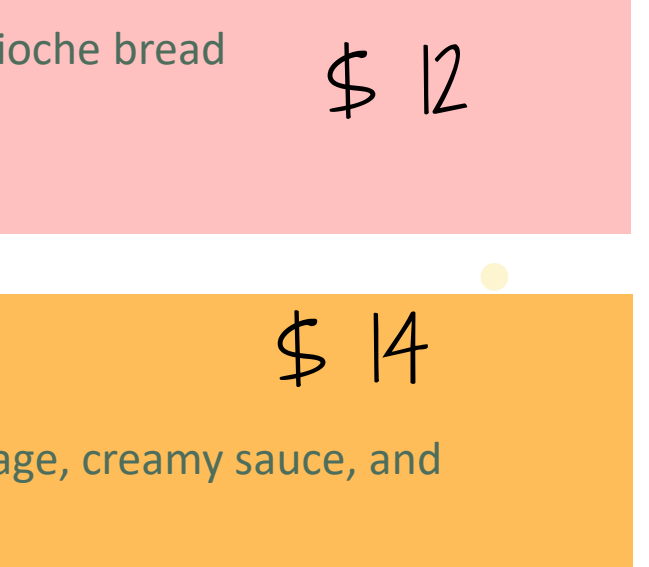 ioche bread
$ 12
$ 14
age, creamy sauce, and